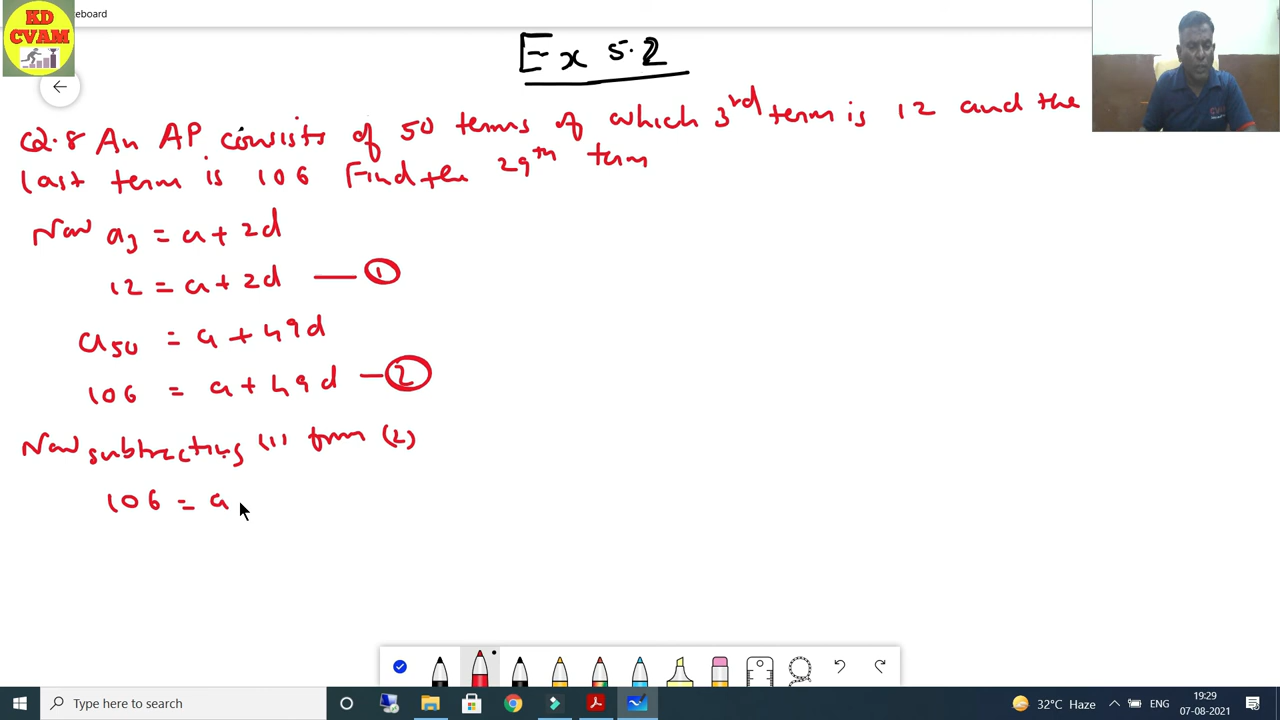 eboard
KD
CVAM
Ex 5.2
Q.8 An AP consists of 50 terms of which 3rd term is 12 and the
last term is 106 Find the 29th term
Now a3 = a + 2d
12 = a + 2d — 1
a50 = a + 49d
106 = a + 49d — 2
Now subtracting (1) from (2)
106 = a
Type here to search
32°C Haze
ENG
19:29
07-08-2021